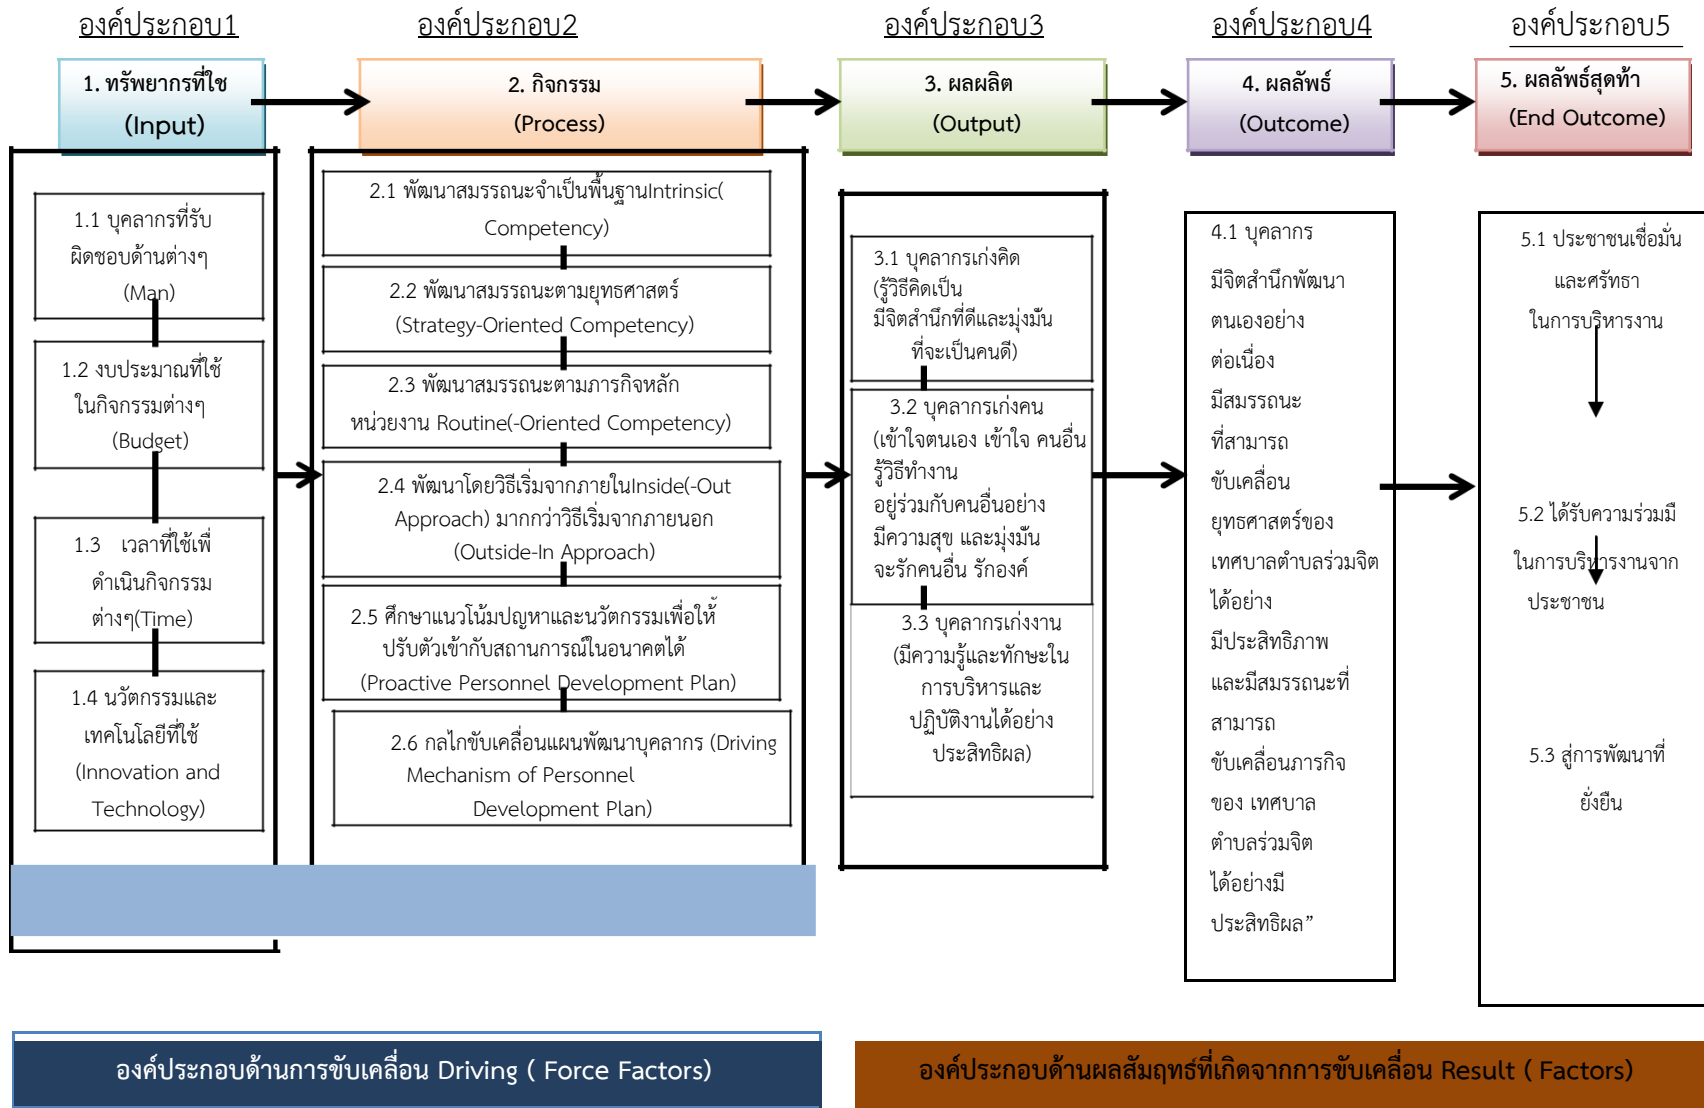 องค์ประกอบ1
องค์ประกอบ2
องค์ประกอบ3
องค์ประกอบ4
องค์ประกอบ5
1. ทรัพยากรที่ใช
(Input)
2. กิจกรรม
(Process)
3. ผลผลิต
(Output)
4. ผลลัพธ์
(Outcome)
5. ผลลัพธ์สุดท้า
(End Outcome)
1.1 บุคลากรที่รับ
ผิดชอบด้านต่างๆ
(Man)
1.2 งบประมาณที่ใช้
ในกิจกรรมต่างๆ
(Budget)
1.3 เวลาที่ใช้เพื่
ดำเนินกิจกรรม
ต่างๆ(Time)
1.4 นวัตกรรมและ
เทคโนโลยีที่ใช้
(Innovation and
Technology)
2.1 พัฒนาสมรรถนะจำเป็นพื้นฐานIntrinsic(
Competency)
2.2 พัฒนาสมรรถนะตามยุทธศาสตร์
(Strategy-Oriented Competency)
2.3 พัฒนาสมรรถนะตามภารกิจหลัก
หน่วยงาน Routine(-Oriented Competency)
2.4 พัฒนาโดยวิธีเริ่มจากภายในInside(-Out
Approach) มากกว่าวิธีเริ่มจากภายนอก
(Outside-In Approach)
2.5 ศึกษาแนวโน้มปญหาและนวัตกรรมเพื่อให้
ปรับตัวเข้ากับสถานการณ์ในอนาคตได้
(Proactive Personnel Development Plan)
2.6 กลไกขับเคลื่อนแผนพัฒนาบุคลากร (Driving
Mechanism of Personnel
Development Plan)
3.1 บุคลากรเก่งคิด
(รู้วิธีคิดเป็น
มีจิตสำนึกที่ดีและมุ่งมั่น
ที่จะเป็นคนดี)
3.2 บุคลากรเก่งคน
(เข้าใจตนเอง เข้าใจ คนอื่น
รู้วิธีทำงาน
อยู่ร่วมกับคนอื่นอย่าง
มีความสุข และมุ่งมั่น
จะรักคนอื่น รักองค์
3.3 บุคลากรเก่งงาน
(มีความรู้และทักษะใน
การบริหารและ
ปฏิบัติงานได้อย่าง
ประสิทธิผล)
4.1 บุคลากร
มีจิตสำนึกพัฒนา
ตนเองอย่าง
ต่อเนื่อง
มีสมรรถนะ
ที่สามารถ
ขับเคลื่อน
ยุทธศาสตร์ของ
เทศบาลตำบลร่วมจิต
ได้อย่าง
มีประสิทธิภาพ
และมีสมรรถนะที่
สามารถ
ขับเคลื่อนภารกิจ
ของ เทศบาล
ตำบลร่วมจิต
ได้อย่างมี
ประสิทธิผล”
5.1 ประชาชนเชื่อมั่น
และศรัทธา
ในการบริหารงาน
5.2 ได้รับความร่วมมื
ในการบริหารงานจาก
ประชาชน
5.3 สู่การพัฒนาที่
ยั่งยืน
องค์ประกอบด้านการขับเคลื่อน Driving ( Force Factors)
องค์ประกอบด้านผลสัมฤทธ์ที่เกิดจากการขับเคลื่อน Result ( Factors)